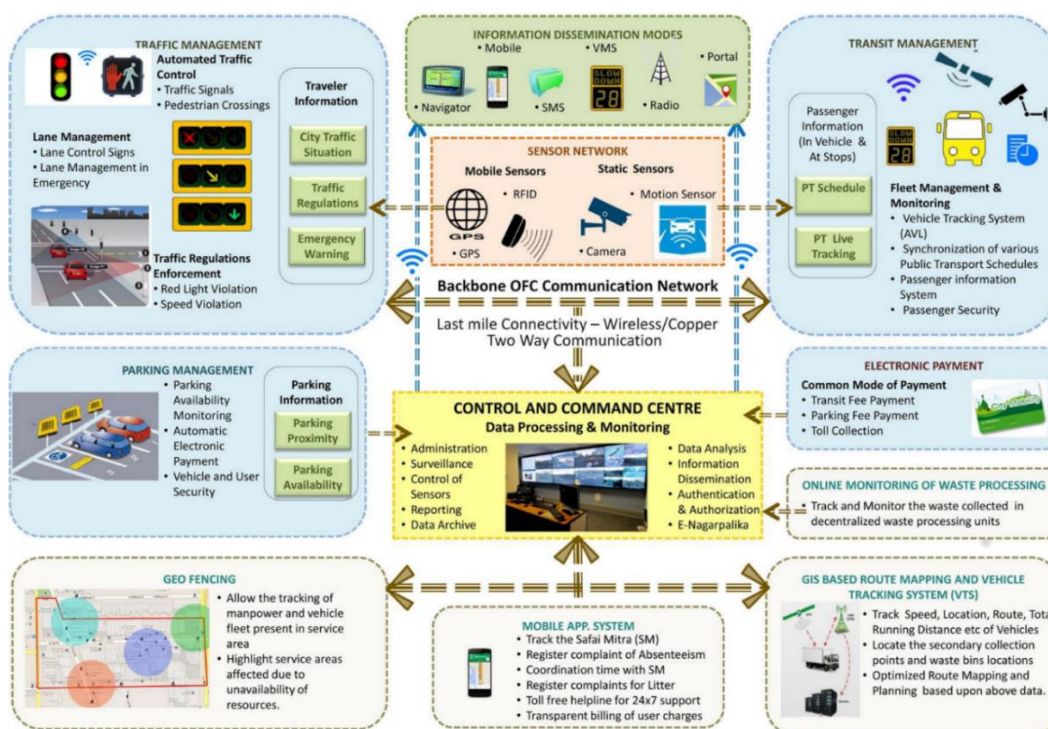 TRAFFIC MANAGEMENT
Automated Traffic
Control
• Traffic Signals
• Pedestrian Crossings
Lane Management
• Lane Control Signs
• Lane Management in
Emergency
Traffic Regulations
Enforcement
• Red Light Violation
• Speed Violation
Traveler
Information
City Traffic
Situation
Traffic
Regulations
Emergency
Warning
INFORMATION DISSEMINATION MODES
• Mobile
• VMS
• Portal
• Navigator
• SMS
SLOW
DOWN
28
• Radio
SENSOR NETWORK
Mobile Sensors
Static Sensors
• RFID
• Motion Sensor
GPS
• GPS
• Camera
TRANSIT MANAGEMENT
Passenger
Information
(In Vehicle &
At Stops)
PT Schedule
PT Live
Tracking
SLOW
DOWN
28
Fleet Management &
Monitoring
• Vehicle Tracking System
(AVL)
• Synchronization of various
Public Transport Schedules
• Passenger information
System
• Passenger Security
Backbone OFC Communication Network
Last mile Connectivity – Wireless/Copper
Two Way Communication
PARKING MANAGEMENT
• Parking
Availability
Monitoring
• Automatic
Electronic
Payment
• Vehicle and User
Security
Parking
Information
Parking
Proximity
Parking
Availability
CONTROL AND COMMAND CENTRE
Data Processing & Monitoring
• Administration
• Surveillance
• Control of
Sensors
• Reporting
• Data Archive
• Data Analysis
• Information
Dissemination
• Authentication
& Authorization
• E-Nagarpalika
ELECTRONIC PAYMENT
Common Mode of Payment
• Transit Fee Payment
• Parking Fee Payment
• Toll Collection
ONLINE MONITORING OF WASTE PROCESSING
• Track and Monitor the waste collected in
decentralized waste processing units
GEO FENCING
• Allow the tracking of
manpower and vehicle
fleet present in service
area
• Highlight service areas
affected due to
unavailability of
resources.
MOBILE APP. SYSTEM
• Track the Safai Mitra (SM)
• Register complaint of Absenteeism
• Coordination time with SM
• Register complaints for Litter
• Toll free helpline for 24x7 support
• Transparent billing of user charges
GIS BASED ROUTE MAPPING AND VEHICLE
TRACKING SYSTEM (VTS)
• Track Speed, Location, Route, Tota
Running Distance etc of Vehicles
• Locate the secondary collection
points and waste bins locations
• Optimized Route Mapping and
Planning based upon above data.